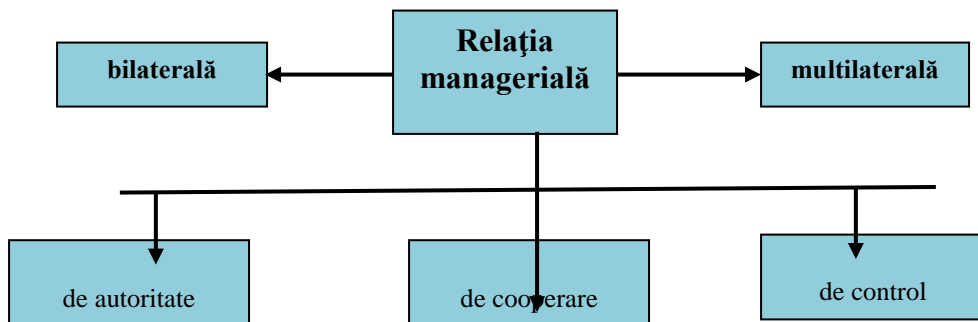 Relaţia
managerială
bilaterală
multilaterală
de autoritate
de cooperare
de control